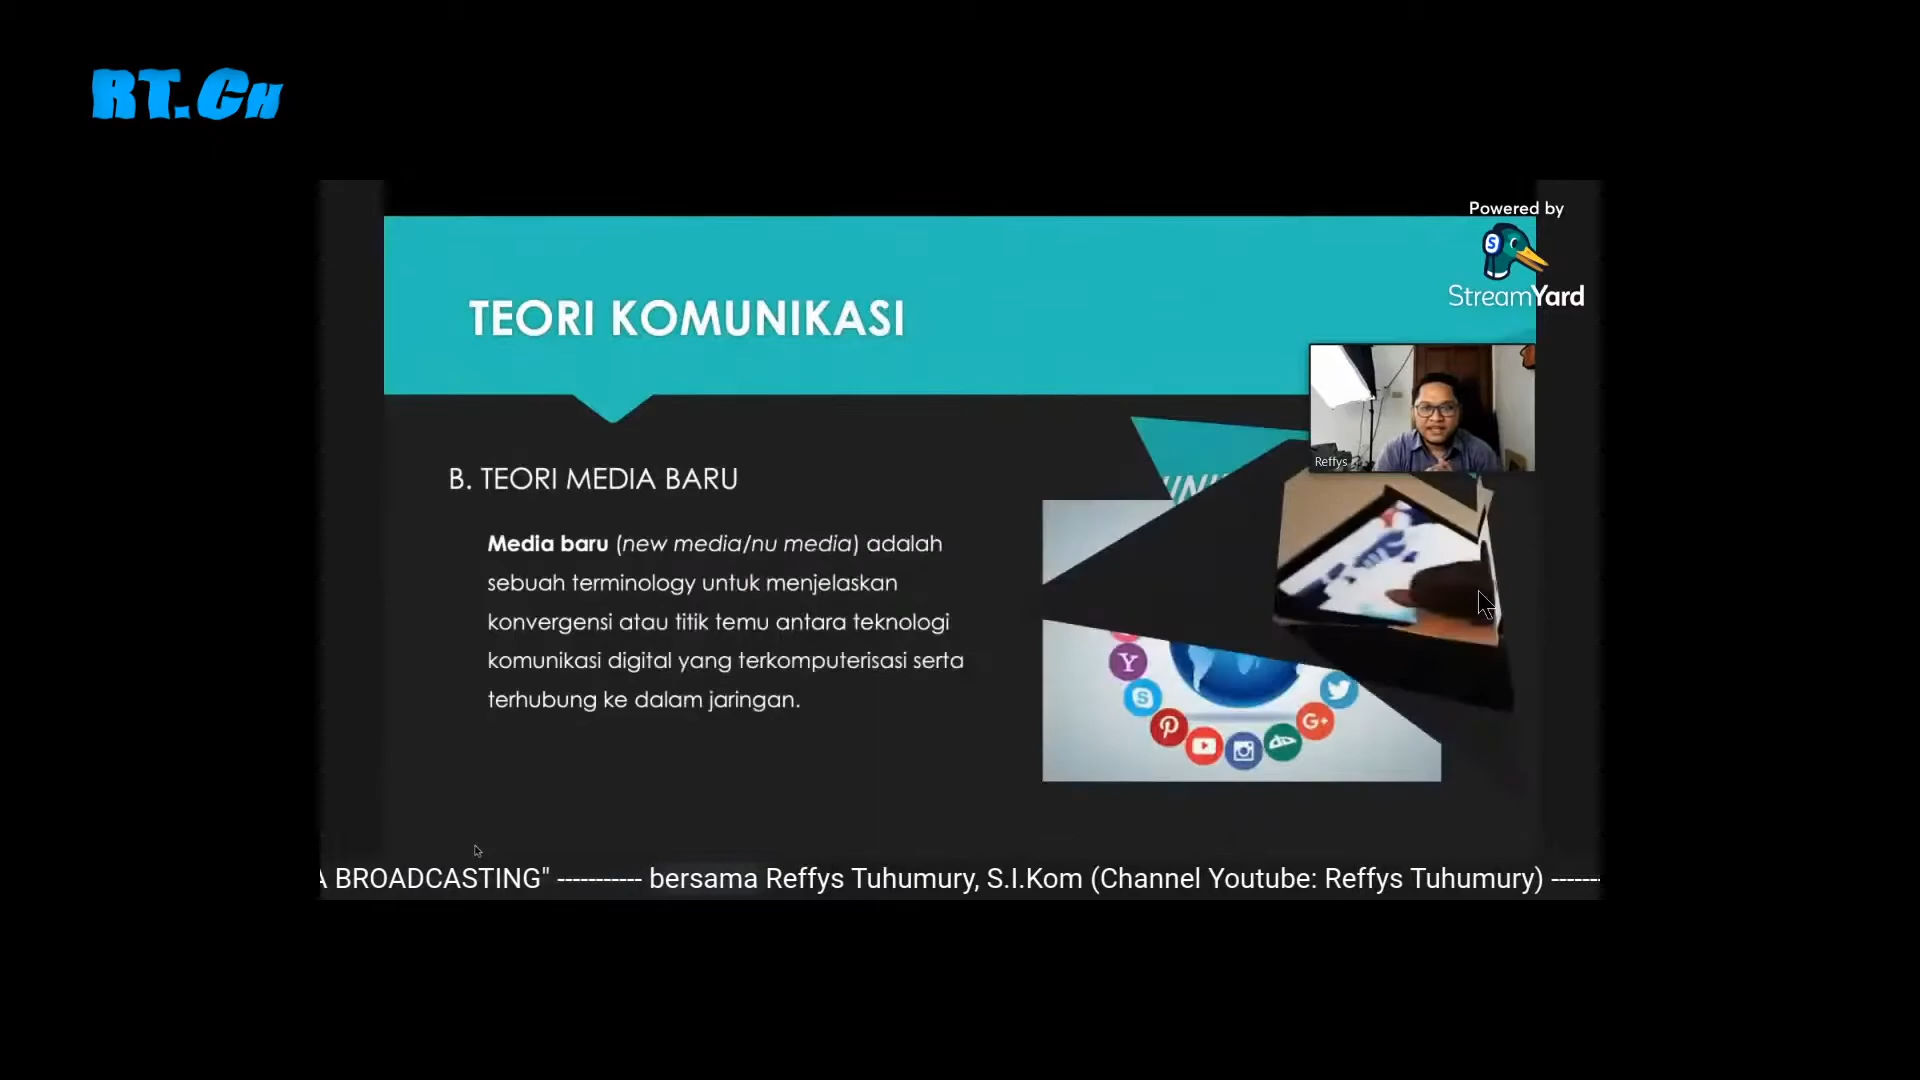 RT.CH
Powered by
StreamYard
TEORI KOMUNIKASI
Reffys
B. TEORI MEDIA BARU
Media baru (new media/nu media) adalah
sebuah terminology untuk menjelaskan
konvergensi atau titik temu antara teknologi
komunikasi digital yang terkomputerisasi serta
terhubung ke dalam jaringan.
A BROADCASTING" ----------- bersama Reffys Tuhumury, S.I.Kom (Channel Youtube: Reffys Tuhumury) ------